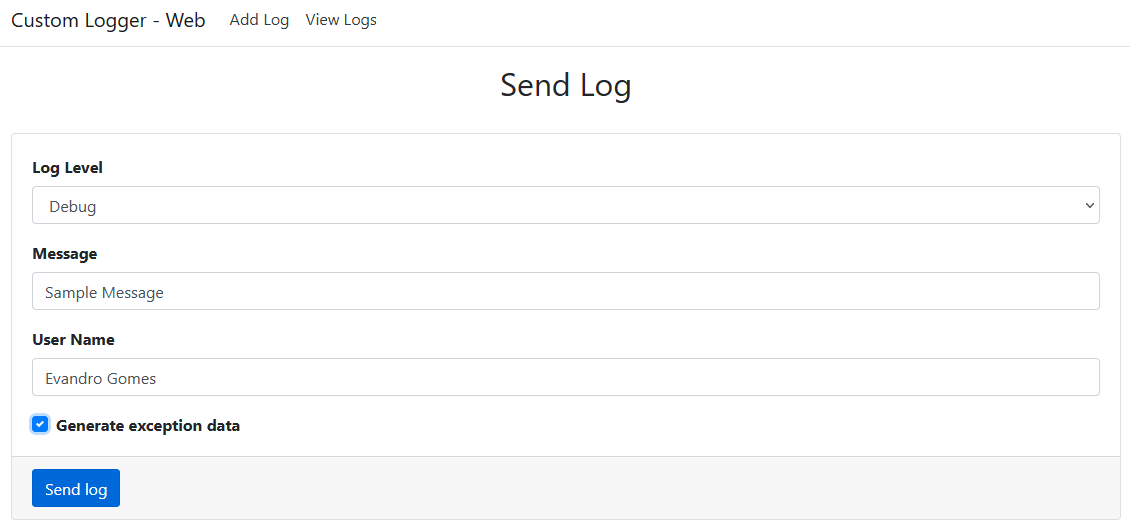 Custom Logger - Web Add Log View Logs
Send Log
Log Level
Debug
Message
Sample Message
User Name
Evandro Gomes
Generate exception data
Send log